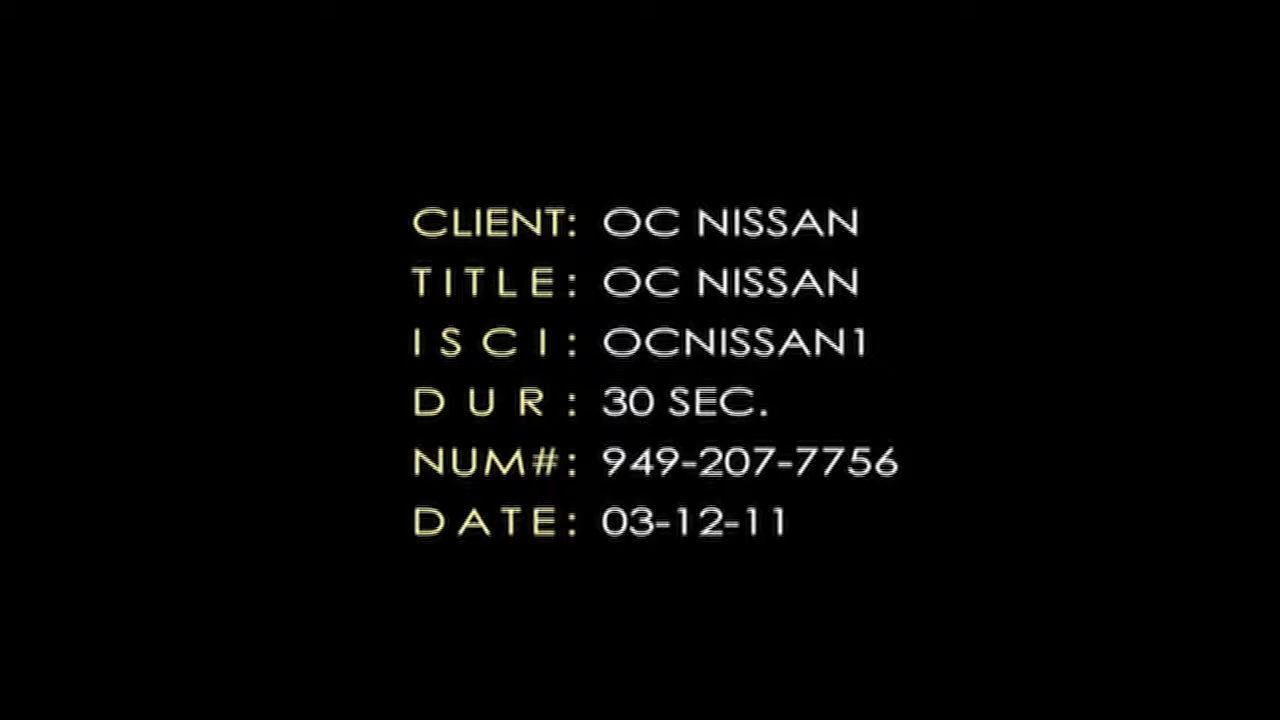 CLIENT: OC NISSAN
TITLE: OC NISSAN
ISCI: OCNISSAN1
DUR: 30 SEC.
NUM#: 949-207-7756
DATE: 03-12-11